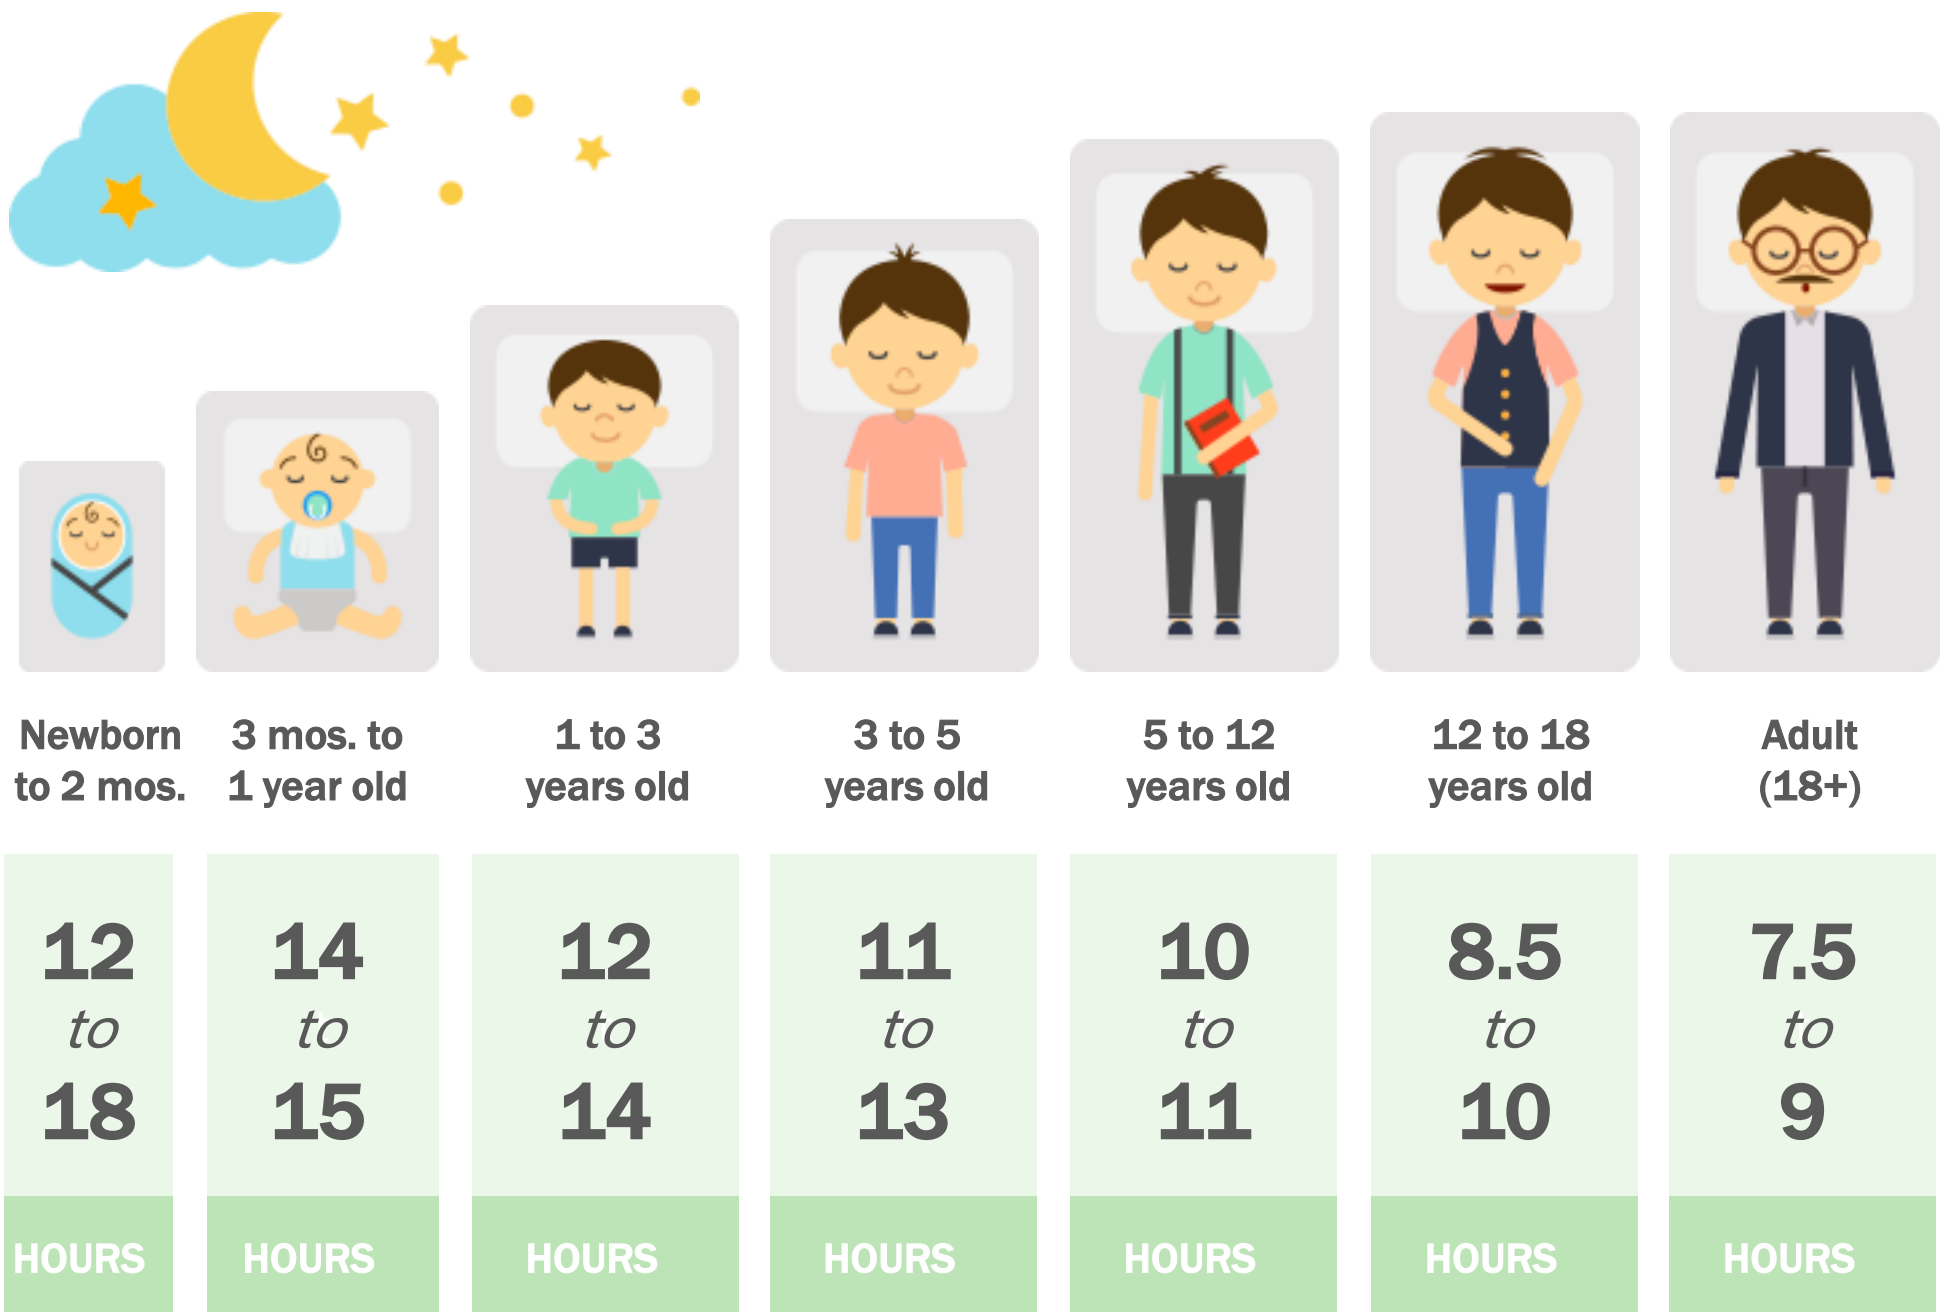 Newborn
to 2 mos.
3 mos. to
1 year old
1 to 3
years old
3 to 5
years old
5 to 12
years old
12 to 18
years old
Adult
(18+)
12
to
18
HOURS
14
to
15
HOURS
12
to
14
HOURS
11
to
13
HOURS
10
to
11
HOURS
8.5
to
10
HOURS
7.5
to
9
HOURS